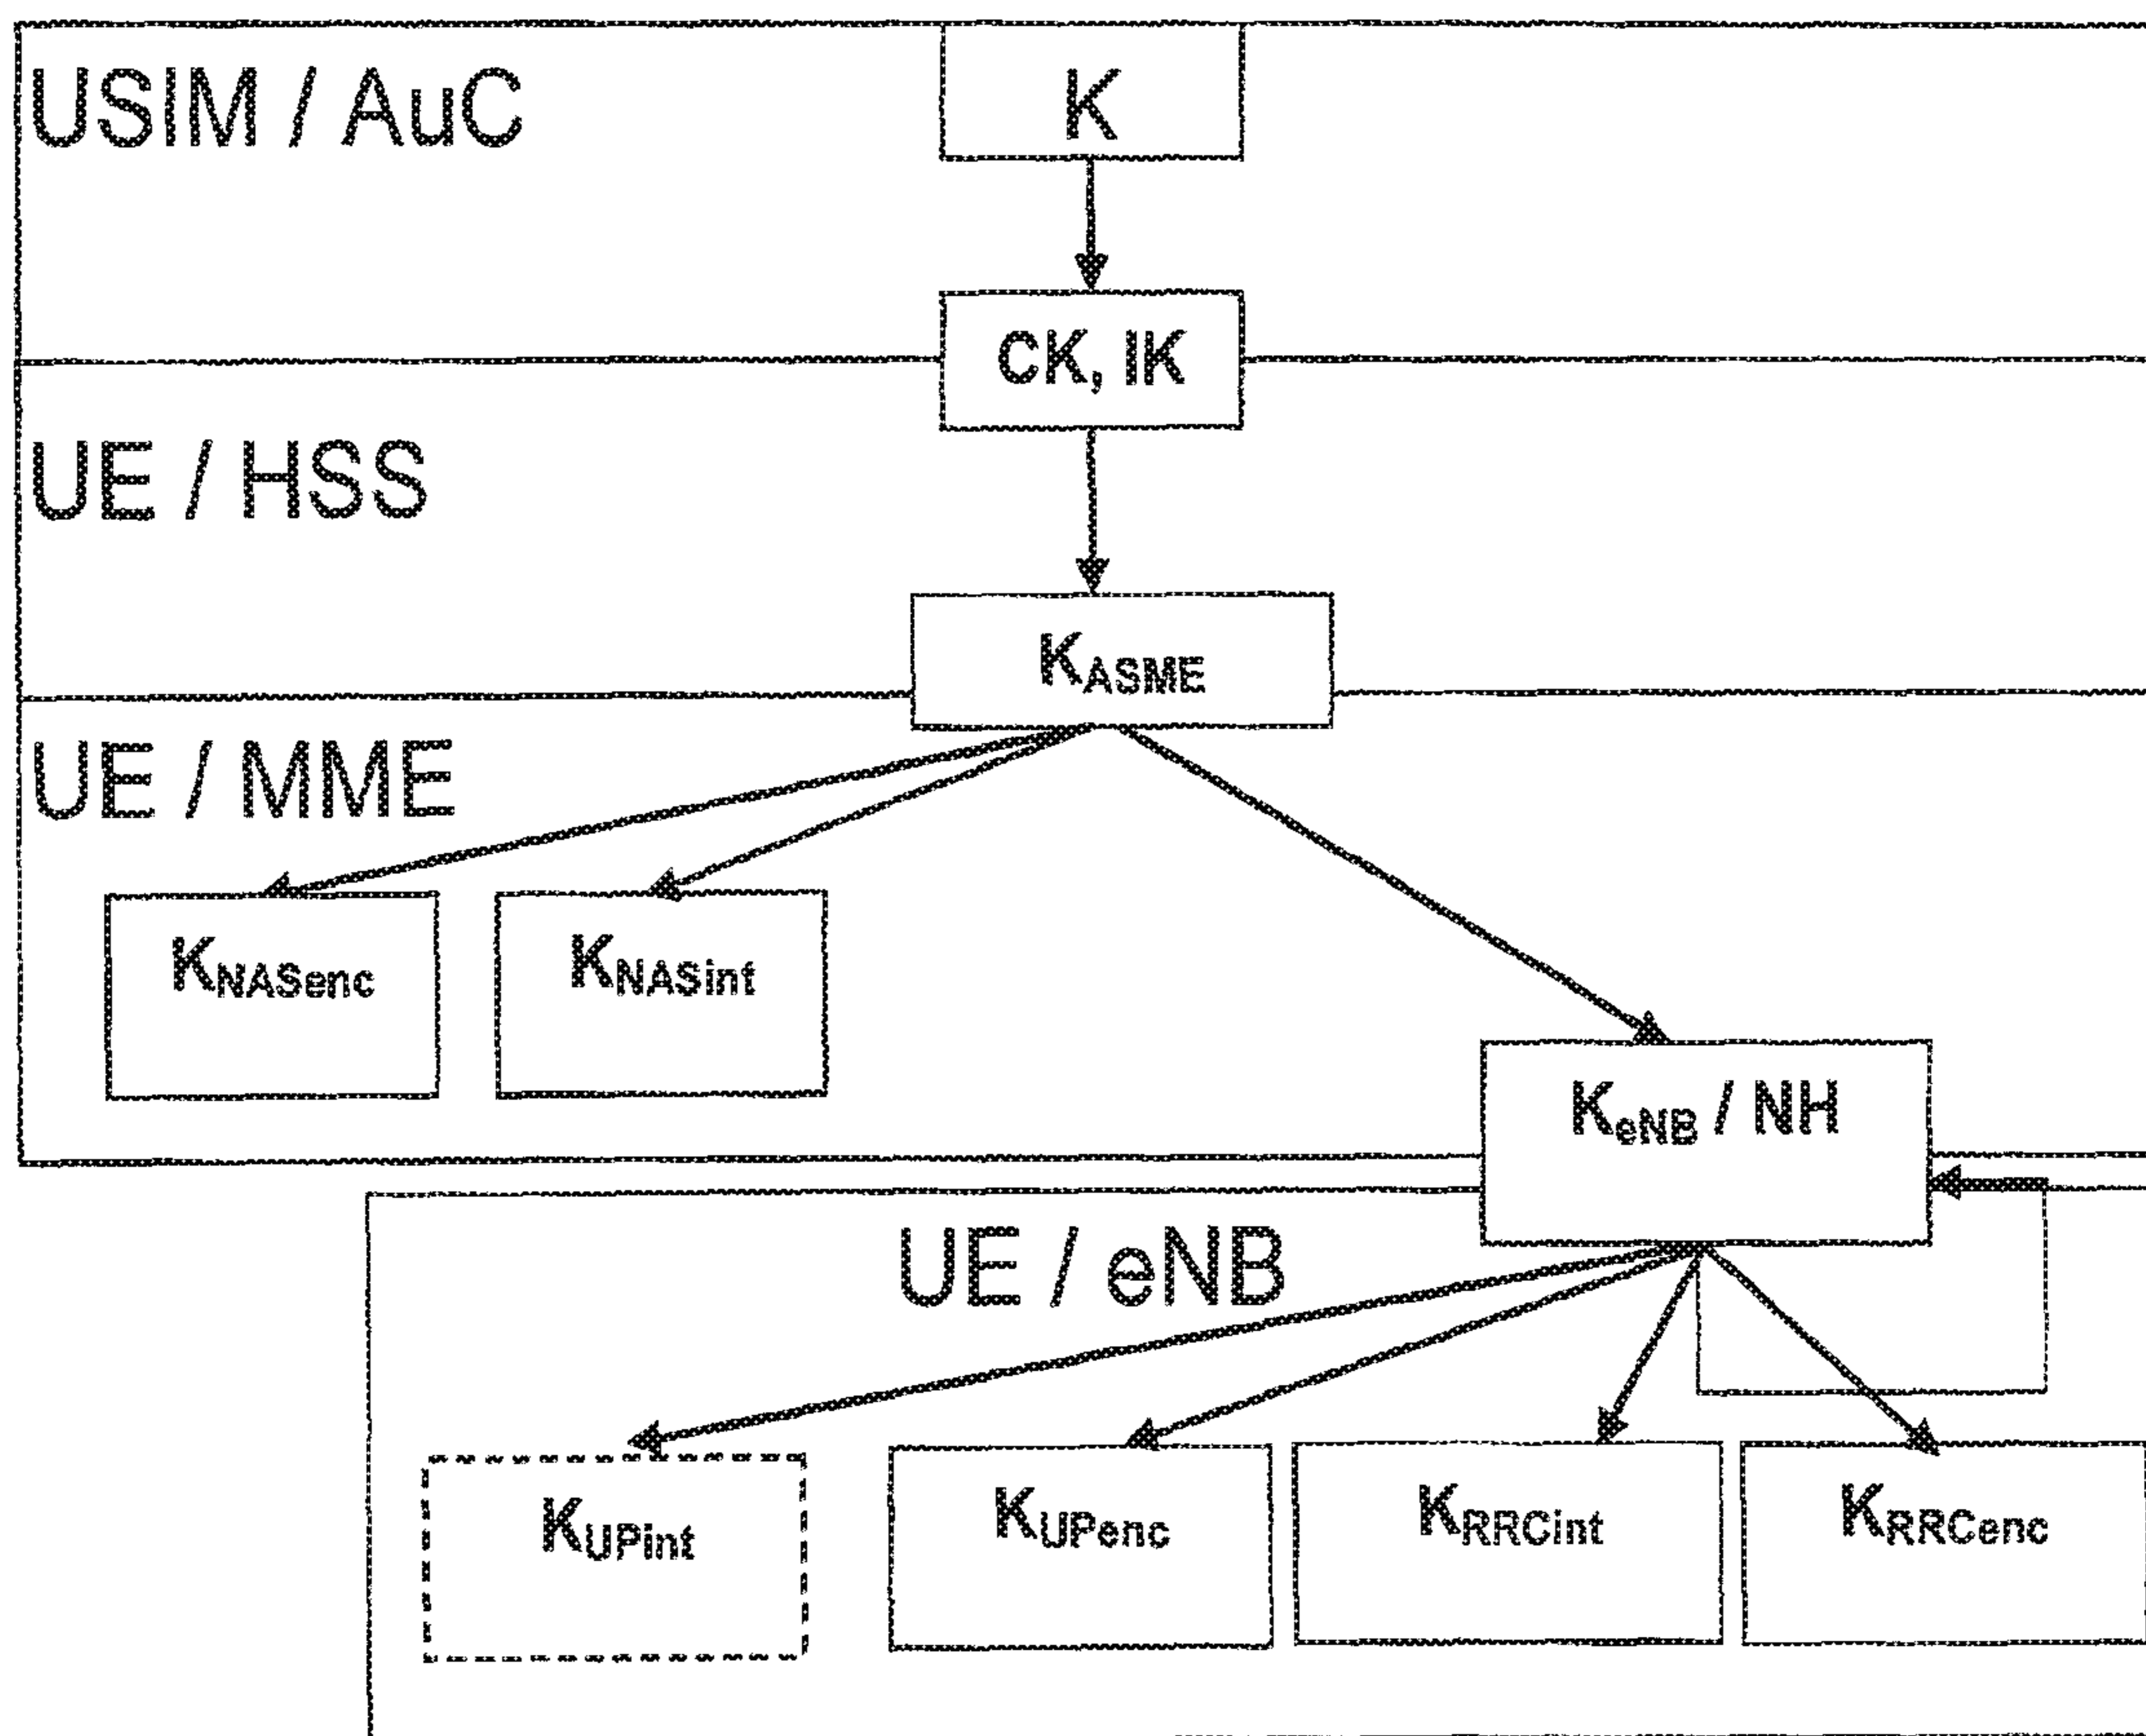 USIM / AuC
K
CK, IK
UE / HSS
KASME
UE / MME
KNASenc
KNASint
KeNB / NH
UE / eNB
KUPint
KUPenc
KRRCint
KRRCenc